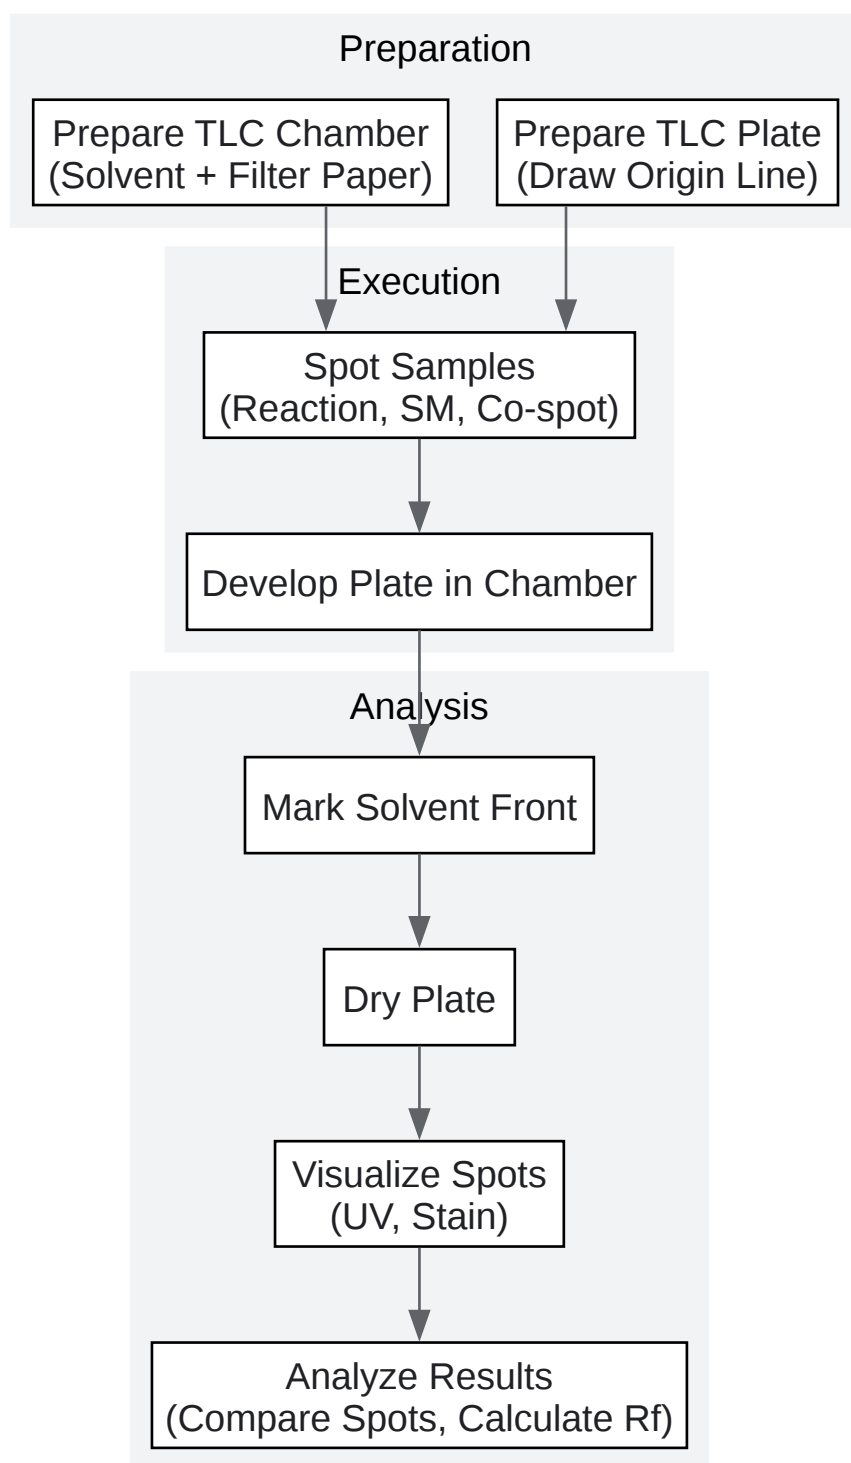 Preparation
Prepare TLC Chamber
(Solvent + Filter Paper)
Prepare TLC Plate
(Draw Origin Line)
Execution
Spot Samples
(Reaction, SM, Co-spot)
Develop Plate in Chamber
Analysis
Mark Solvent Front
Dry Plate
Visualize Spots
(UV, Stain)
Analyze Results
(Compare Spots, Calculate Rf)